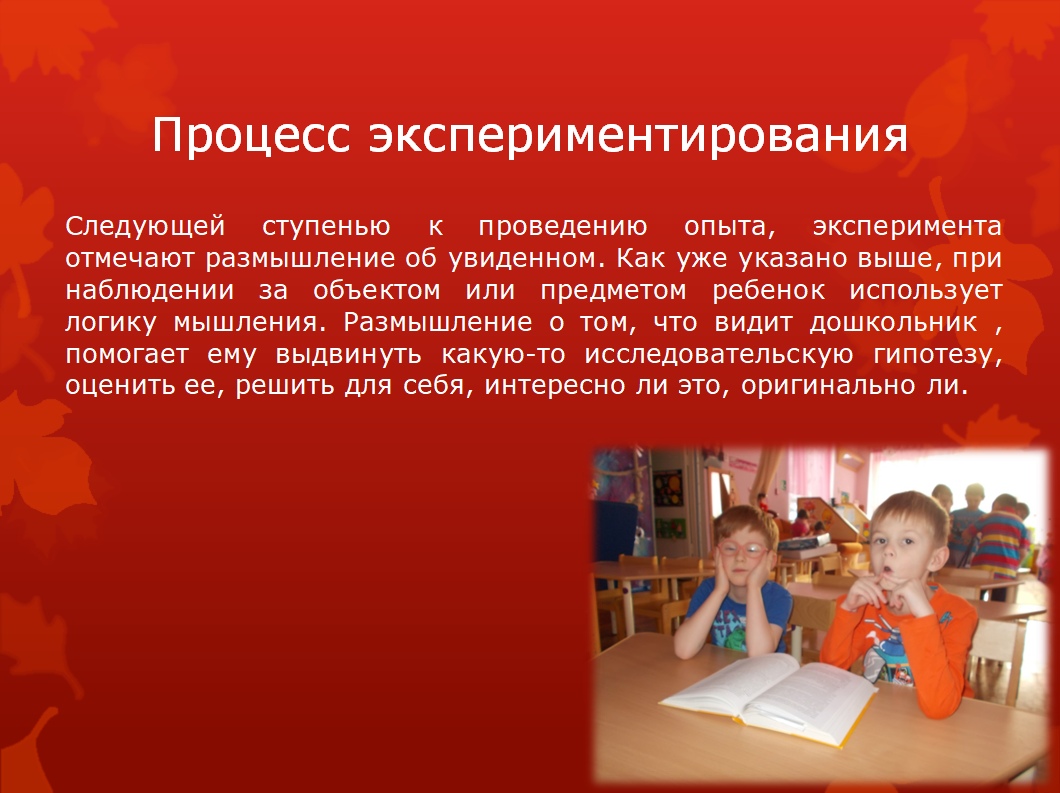 Процесс экспериментирования
Следующей ступенью к проведению опыта, эксперимента
отмечают размышление об увиденном. Как уже указано выше, при
наблюдении за объектом или предметом ребенок использует
логику мышления. Размышление о том, что видит дошкольник ,
помогает ему выдвинуть какую-то исследовательскую гипотезу,
оценить ее, решить для себя, интересно ли это, оригинально ли.